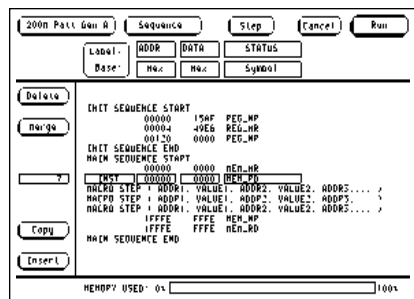 200M Patt Gen A Sequence Step Cancel Run
Label: ADDR DATA STATUS
Base: Hex Hex Symbol
Delete
INIT SEQUENCE START
00000 15AF REG_WR
Merge 00004 49E6 REG_WR
00120 0000 REG_WR
INIT SEQUENCE END
MAIN SEQUENCE START
00000 0000 MEM_WR
7 INST 00000 0000 MEM_RD
MACRO STEP ( ADDR1, VALUE1, ADDR2, VALUE2, ADDR3.... )
MACRO STEP ( ADDR1, VALUE1, ADDR2, VALUE2, ADDR3.... )
MACRO STEP ( ADDR1, VALUE1, ADDR2, VALUE2, ADDR3.... )
1FFFE FFFE MEM_WR
Copy 1FFFE FFFE MEM_RD
MAIN SEQUENCE END
Insert
MEMORY USED: 0% 100%